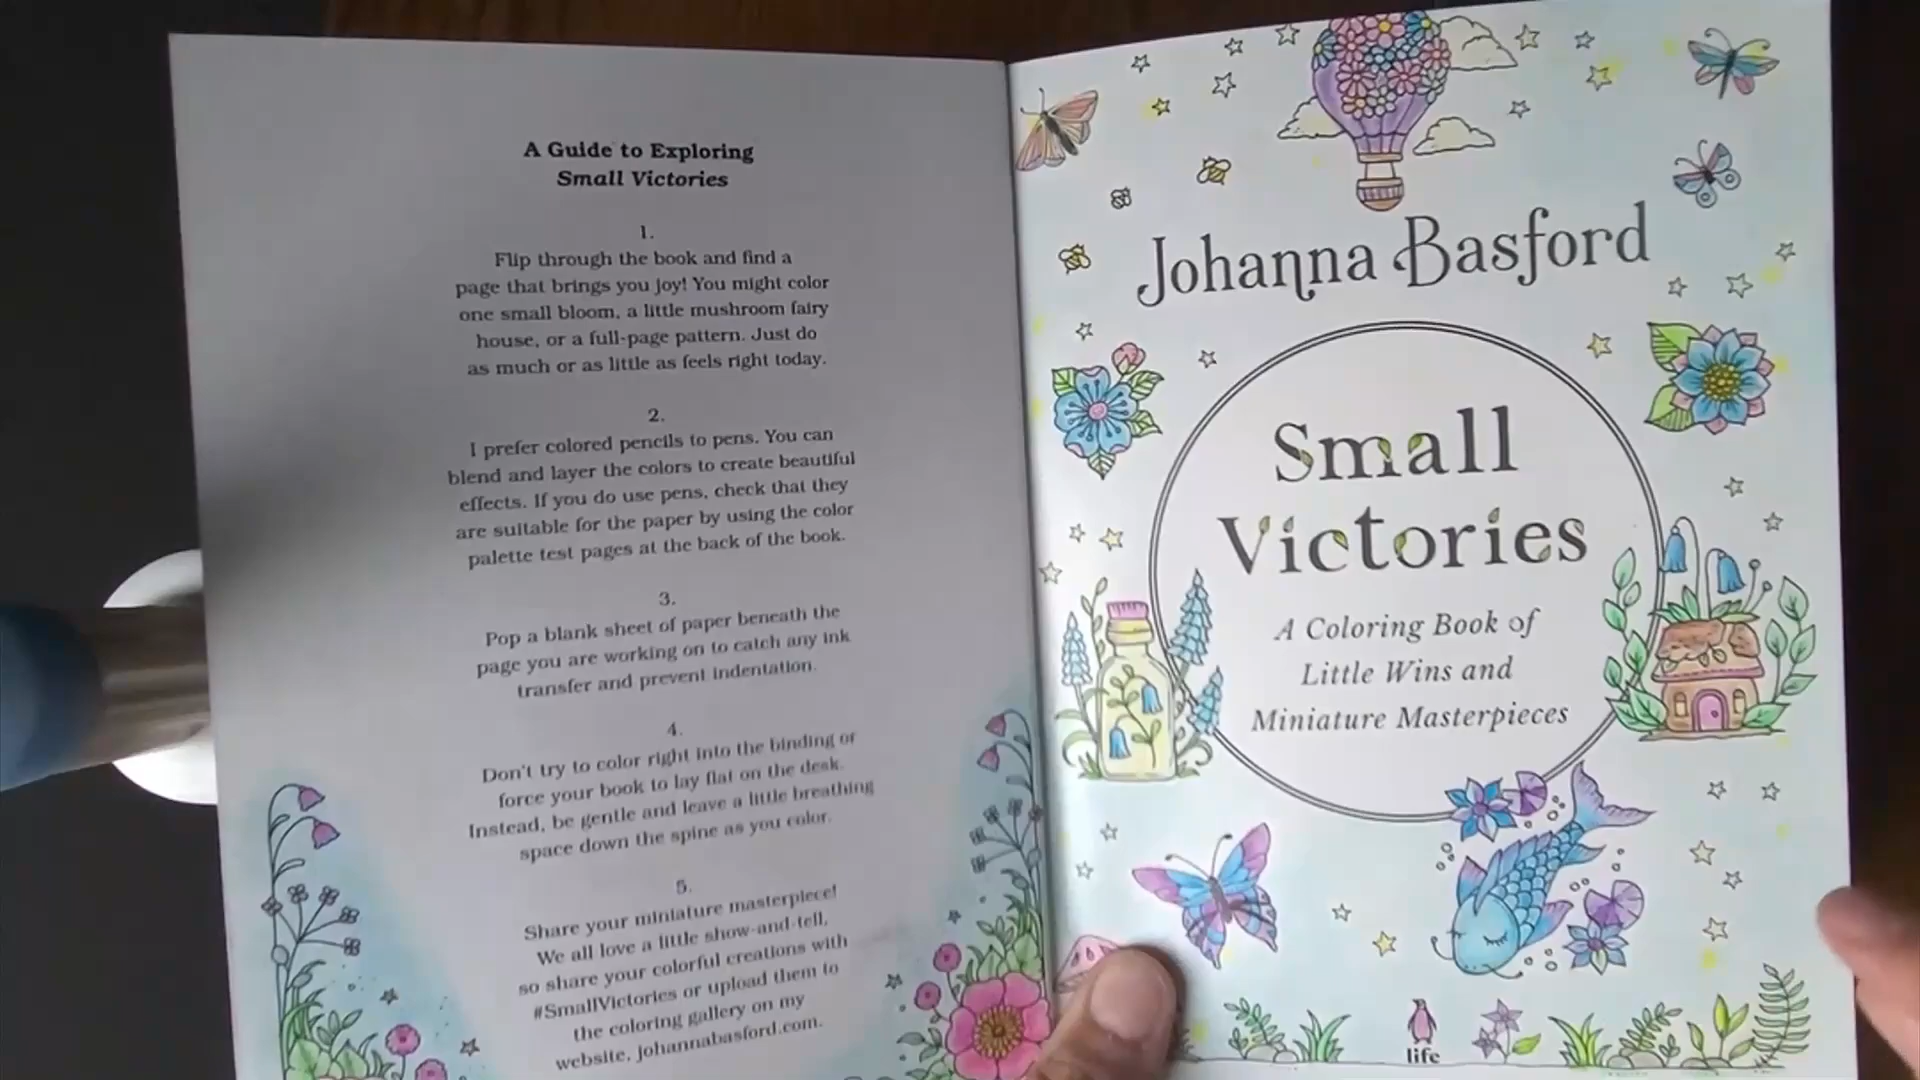 A Guide to Exploring
Small Victories
1.
Flip through the book and find a
page that brings you joy! You might color
one small bloom, a little mushroom fairy
house, or a full-page pattern. Just do
as much or as little as feels right today.
2.
I prefer colored pencils to pens. You can
blend and layer the colors to create beautiful
effects. If you do use pens, check that they
are suitable for the paper by using the color
palette test pages at the back of the book.
3.
Pop a blank sheet of paper beneath the
page you are working on to catch any ink
transfer and prevent indentation.
4.
Don't try to color right into the binding or
force your book to lay flat on the desk.
Instead, be gentle and leave a little breathing
space down the spine as you color.
5.
Share your miniature masterpiece!
We all love a little show-and-tell,
so share your colorful creations with
#SmallVictories or upload them to
the coloring gallery on my
website, johannabasford.com.
Johanna Basford
Small
Victories
A Coloring Book of
Little Wins and
Miniature Masterpieces
life